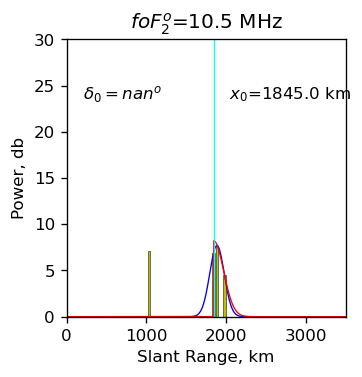 foF₂ᵒ=10.5 MHz
30
25
20
15
10
5
0
Power, db
δ₀ = nanᵒ
x₀=1845.0 km
0 1000 2000 3000
Slant Range, km